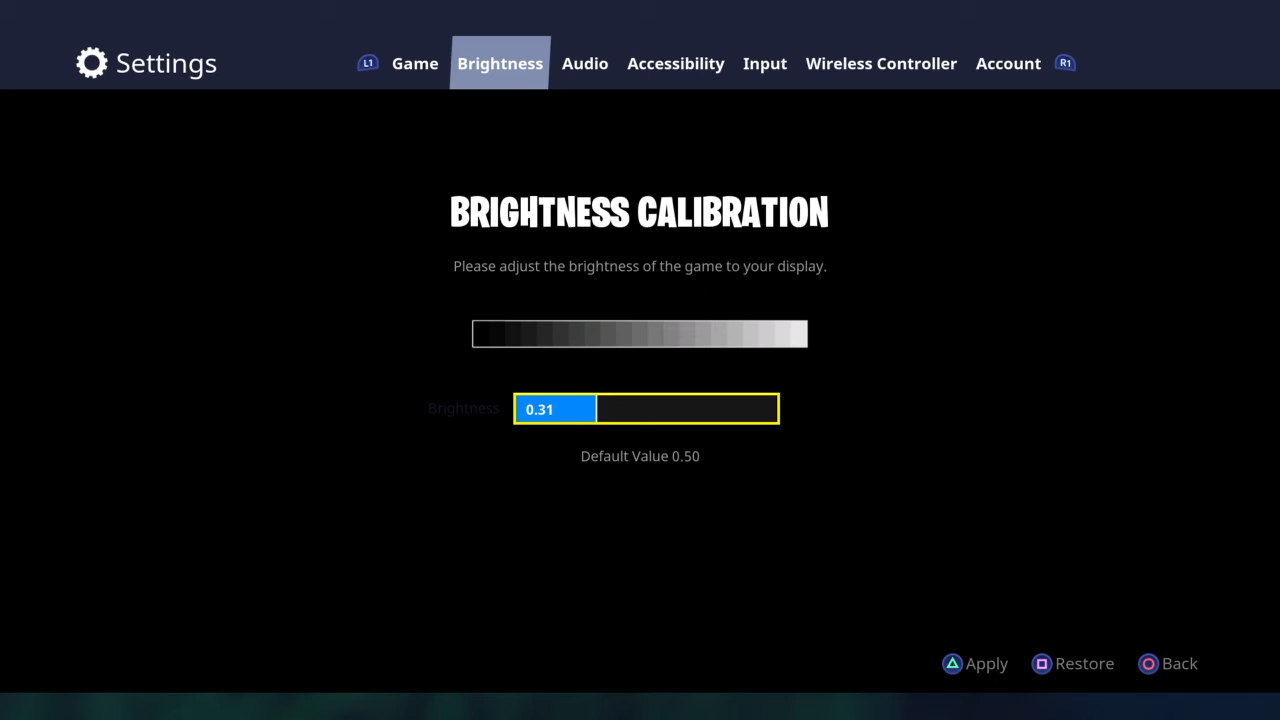 Settings
L1 Game Brightness Audio Accessibility Input Wireless Controller Account R1
BRIGHTNESS CALIBRATION
Please adjust the brightness of the game to your display.
Brightness 0.31
Default Value 0.50
Apply Restore Back